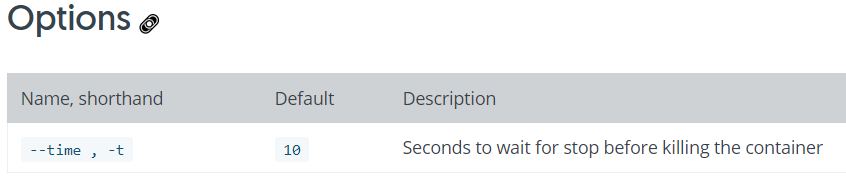 Options
Name, shorthand Default Description
--time , -t 10 Seconds to wait for stop before killing the container